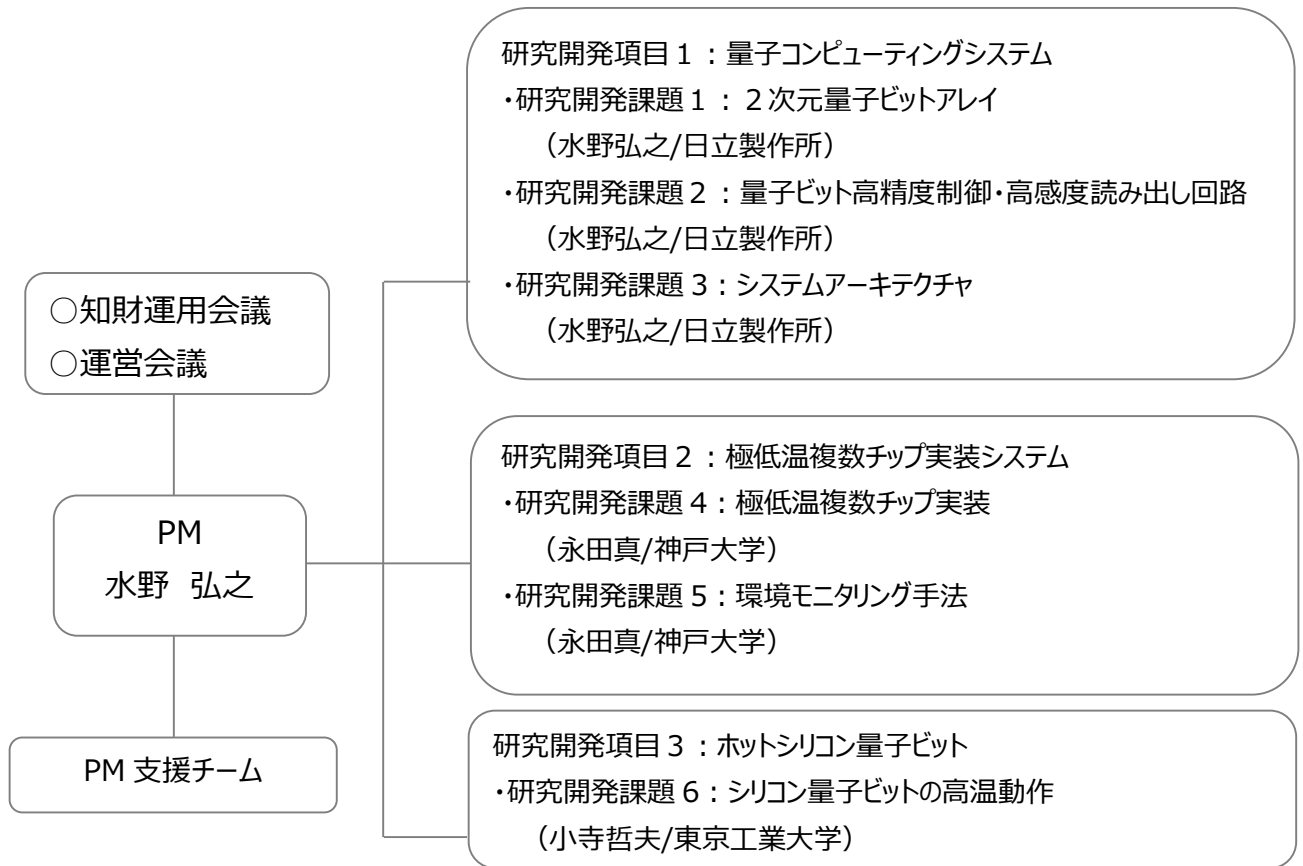 研究開発項目1：量子コンピューティングシステム
・研究開発課題1：2次元量子ビットアレイ
（水野弘之/日立製作所）
・研究開発課題2：量子ビット高精度制御・高感度読み出し回路
（水野弘之/日立製作所）
・研究開発課題3：システムアーキテクチャ
（水野弘之/日立製作所）
○知財運用会議
○運営会議
PM
水野　弘之
PM 支援チーム
研究開発項目2：極低温複数チップ実装システム
・研究開発課題4：極低温複数チップ実装
（永田真/神戸大学）
・研究開発課題5：環境モニタリング手法
（永田真/神戸大学）
研究開発項目3：ホットシリコン量子ビット
・研究開発課題6：シリコン量子ビットの高温動作
（小寺哲夫/東京工業大学）